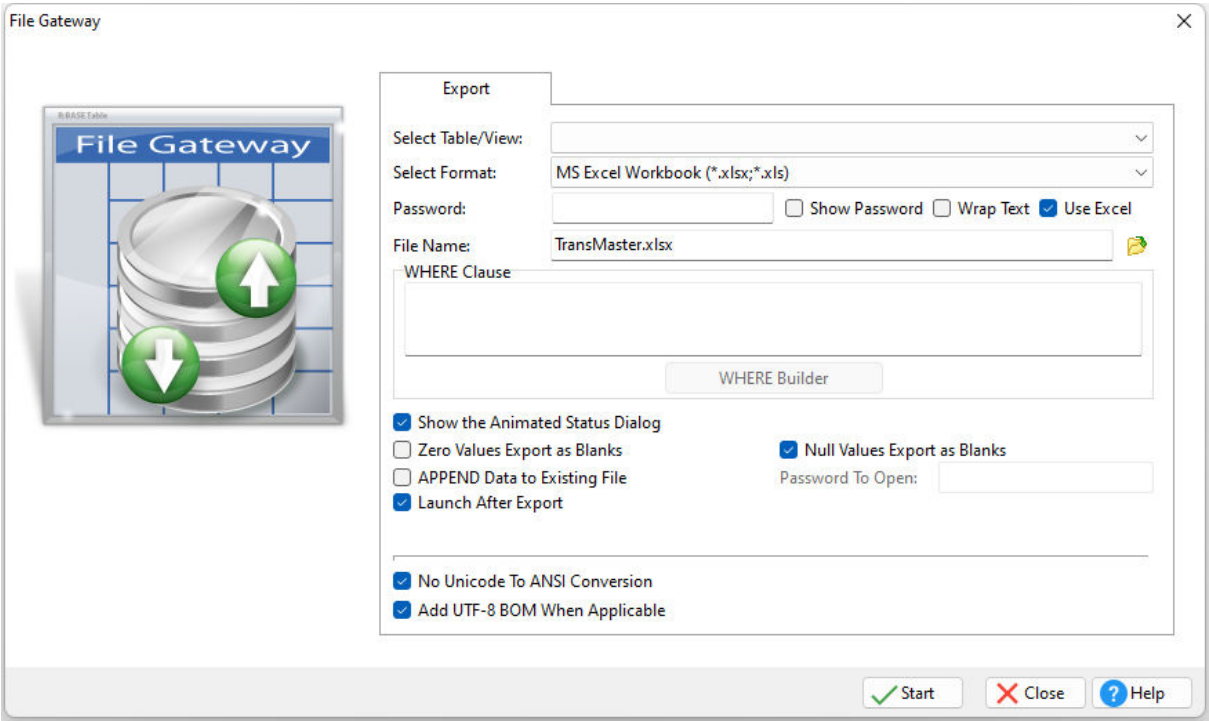 File Gateway
R:BASE Table
File Gateway
Export
Select Table/View:
Select Format: MS Excel Workbook (*.xlsx;*.xls)
Password: Show Password Wrap Text Use Excel
File Name: TransMaster.xlsx
WHERE Clause
WHERE Builder
Show the Animated Status Dialog
Zero Values Export as Blanks Null Values Export as Blanks
APPEND Data to Existing File Password To Open:
Launch After Export
No Unicode To ANSI Conversion
Add UTF-8 BOM When Applicable
Start Close Help